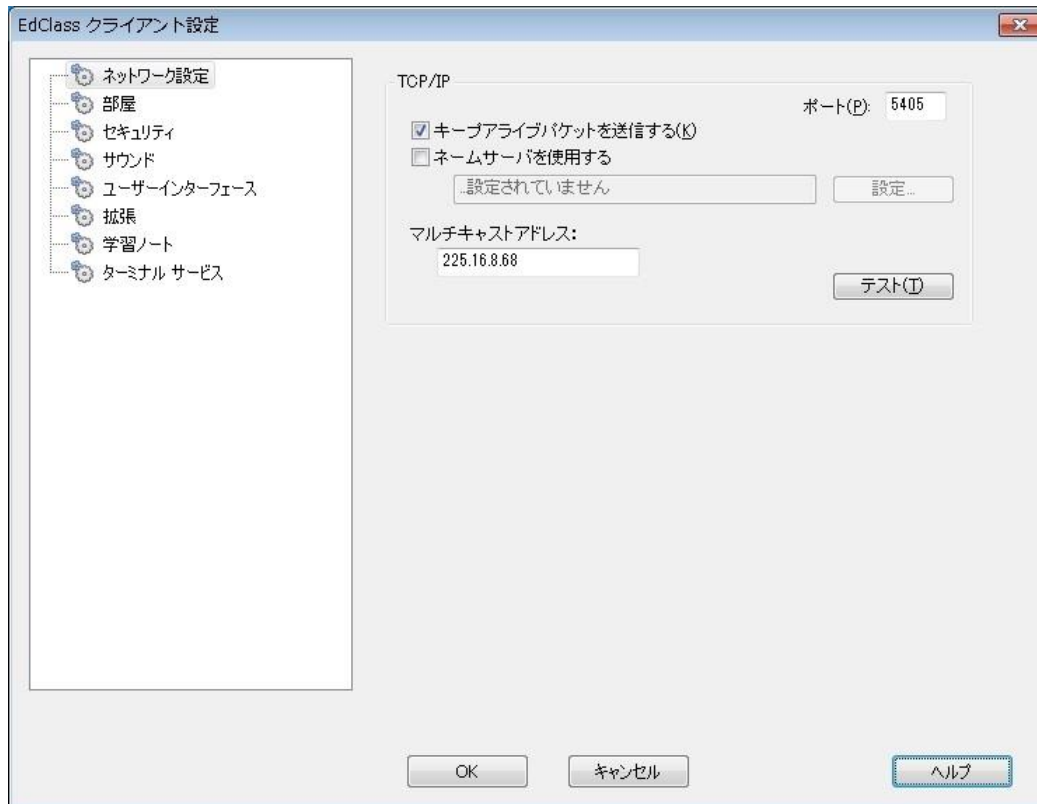 EdClass クライアント設定
ネットワーク設定
部屋
セキュリティ
サウンド
ユーザーインターフェース
拡張
学習ノート
ターミナル サービス
TCP/IP
ポート(P): 5405
キープアライブパケットを送信する(K)
ネームサーバを使用する
..設定されていません
設定...
マルチキャストアドレス:
225.16.8.68
テスト(T)
OK
キャンセル
ヘルプ